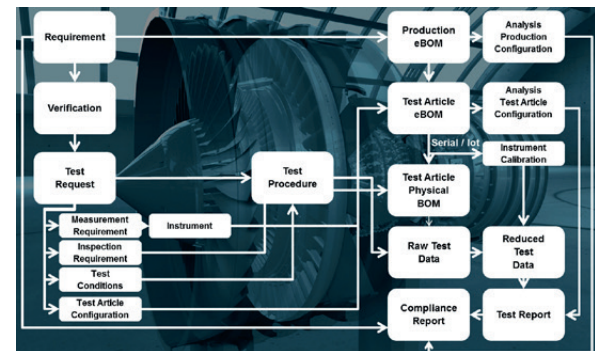 Requirement
Production
eBOM
Analysis
Production
Configuration
Verification
Test Article
eBOM
Analysis
Test Article
Configuration
Serial / lot
Instrument
Calibration
Test
Request
Test
Procedure
Test Article
Physical
BOM
Measurement
Requirement
Instrument
Inspection
Requirement
Raw Test
Data
Reduced
Test
Data
Test
Conditions
Test Article
Configuration
Compliance
Report
Test Report